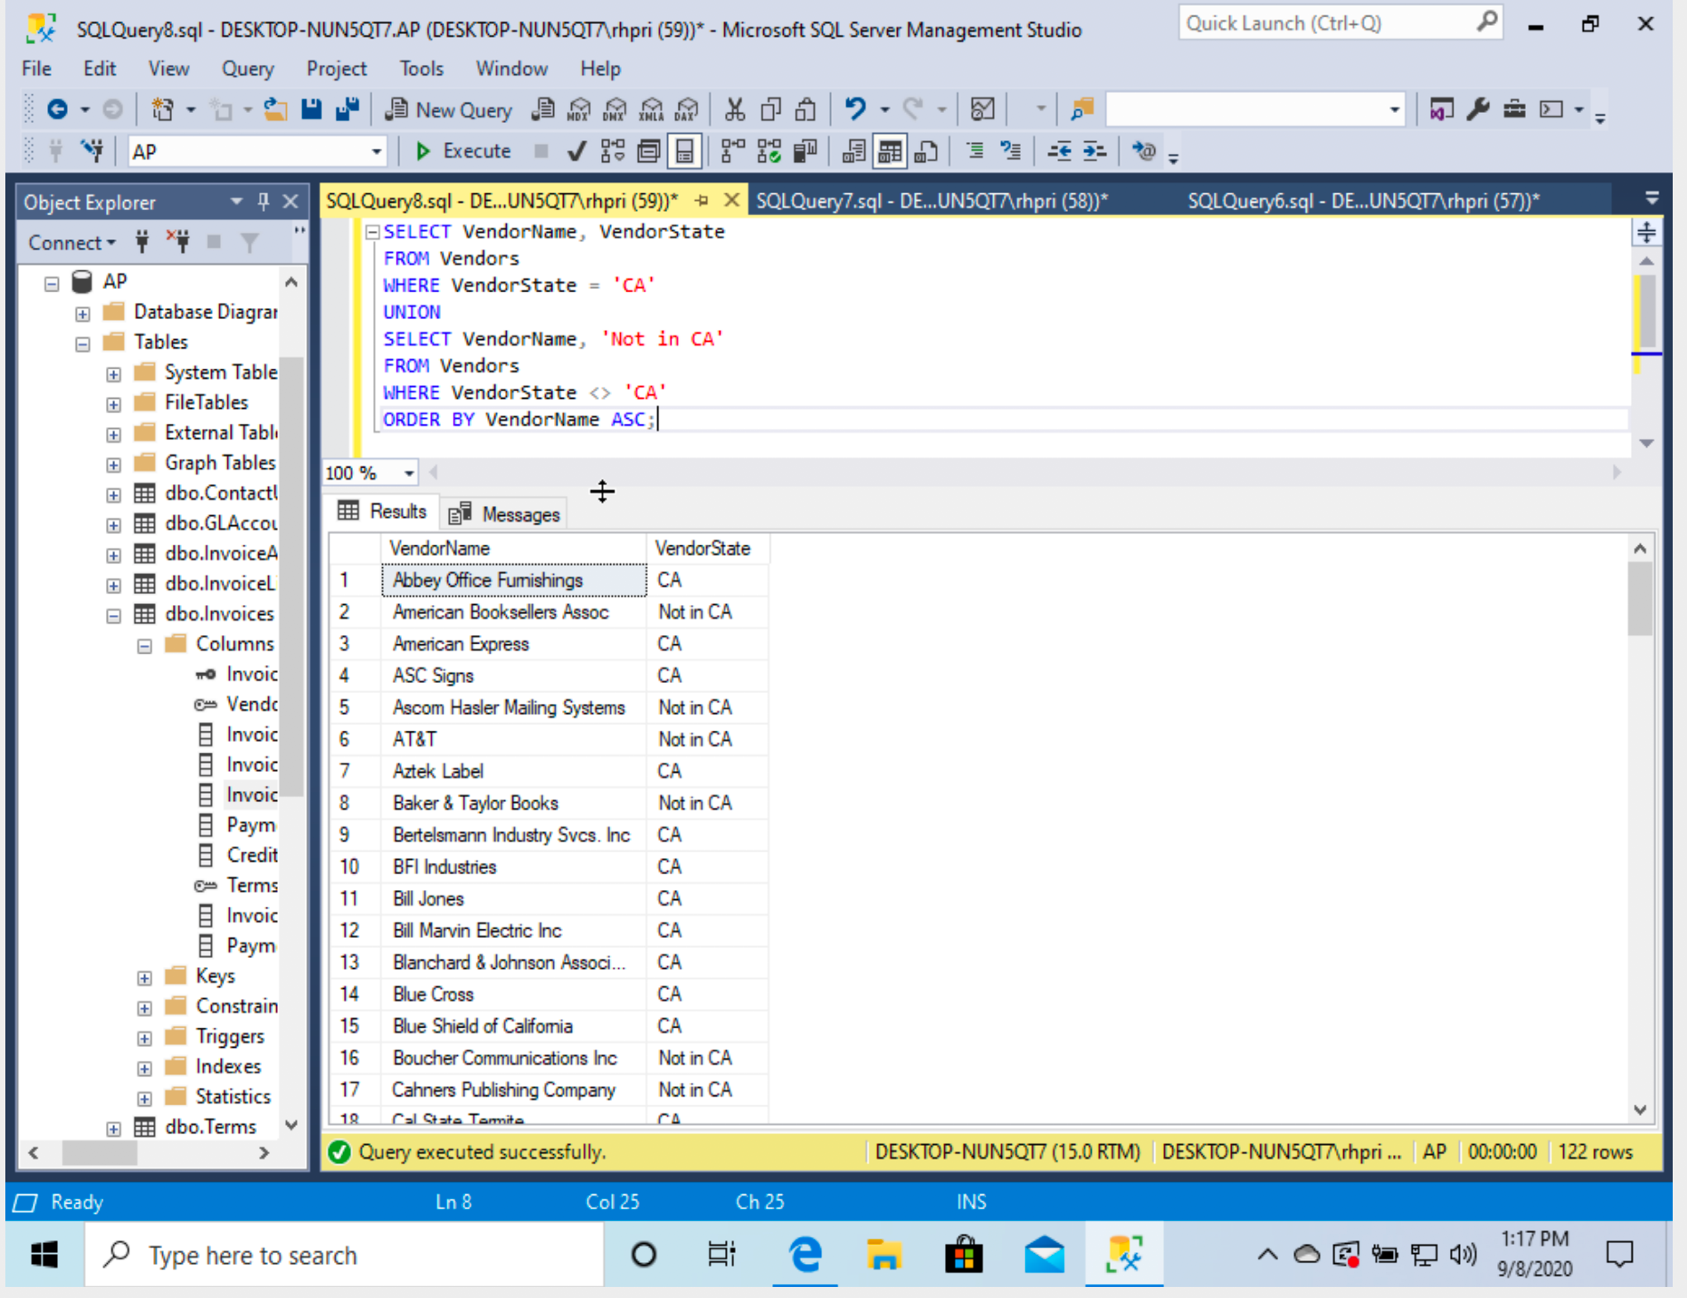 SQLQuery8.sql - DESKTOP-NUN5QT7.AP (DESKTOP-NUN5QT7\rhpri (59))* - Microsoft SQL Server Management Studio
Quick Launch (Ctrl+Q)
File Edit View Query Project Tools Window Help
New Query
MDX DMX XMLA DAX
AP
Execute
Object Explorer
SQLQuery8.sql - DE...UN5QT7\rhpri (59))*
SQLQuery7.sql - DE...UN5QT7\rhpri (58))*
SQLQuery6.sql - DE...UN5QT7\rhpri (57))*
Connect
AP
Database Diagrar
Tables
System Table
FileTables
External Tabl
Graph Tables
dbo.Contactl
dbo.GLAccou
dbo.InvoiceA
dbo.InvoiceL
dbo.Invoices
Columns
Invoic
Vendo
Invoic
Invoic
Invoic
Paym
Credit
Terms
Invoic
Paym
Keys
Constrain
Triggers
Indexes
Statistics
dbo.Terms
SELECT VendorName, VendorState
FROM Vendors
WHERE VendorState = 'CA'
UNION
SELECT VendorName, 'Not in CA'
FROM Vendors
WHERE VendorState <> 'CA'
ORDER BY VendorName ASC;
100 %
Results Messages
VendorName VendorState
1 Abbey Office Furnishings CA
2 American Booksellers Assoc Not in CA
3 American Express CA
4 ASC Signs CA
5 Ascom Hasler Mailing Systems Not in CA
6 AT&T Not in CA
7 Aztek Label CA
8 Baker & Taylor Books Not in CA
9 Bertelsmann Industry Svcs. Inc CA
10 BFI Industries CA
11 Bill Jones CA
12 Bill Marvin Electric Inc CA
13 Blanchard & Johnson Associ... CA
14 Blue Cross CA
15 Blue Shield of California CA
16 Boucher Communications Inc Not in CA
17 Cahners Publishing Company Not in CA
18 Cal State Termite CA
Query executed successfully.
DESKTOP-NUN5QT7 (15.0 RTM) DESKTOP-NUN5QT7\rhpri ... AP 00:00:00 122 rows
Ready Ln 8 Col 25 Ch 25 INS
Type here to search
1:17 PM
9/8/2020